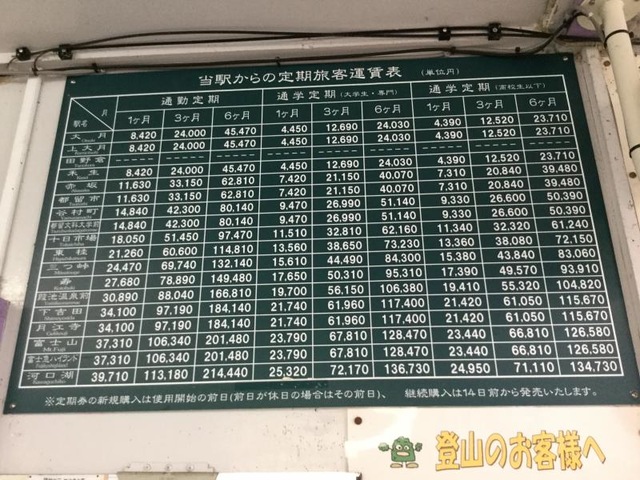 当駅からの定期旅客運賃表 (単位円)
月 通勤定期 通学定期(大学生・専門) 通学定期(高校生以下)
駅名 1ヶ月 3ヶ月 6ヶ月 1ヶ月 3ヶ月 6ヶ月 1ヶ月 3ヶ月 6ヶ月
大月 8,420 24,000 45,470 4,450 12,690 24,030 4,390 12,520 23,710
上大月 8,420 24,000 45,470 4,450 12,690 24,030 4,390 12,520 23,710
田野倉 ----- ----- ----- ----- ----- ----- ----- ----- -----
禾生 8,420 24,000 45,470 4,450 12,690 24,030 4,390 12,520 23,710
赤坂 11,630 33,150 62,810 7,420 21,150 40,070 7,310 20,840 39,480
都留市 11,630 33,150 62,810 7,420 21,150 40,070 7,310 20,840 39,480
谷村町 14,840 42,300 80,140 9,470 26,990 51,140 9,330 26,600 50,390
都留文科大学前 14,840 42,300 80,140 9,470 26,990 51,140 9,330 26,600 50,390
十日市場 18,050 51,450 97,470 11,510 32,810 62,160 11,340 32,320 61,240
東桂 21,260 60,600 114,810 13,560 38,650 73,230 13,360 38,080 72,150
三つ峠 24,470 69,740 132,140 15,610 44,490 84,300 15,380 43,840 83,060
寿 27,680 78,890 149,480 17,650 50,310 95,310 17,390 49,570 93,910
葭池温泉前 30,890 88,040 166,810 19,700 56,150 106,380 19,410 55,320 104,820
下吉田 34,100 97,190 184,140 21,740 61,960 117,400 21,420 61,050 115,670
月江寺 34,100 97,190 184,140 21,740 61,960 117,400 21,420 61,050 115,670
富士山 37,310 106,340 201,480 23,790 67,810 128,470 23,440 66,810 126,580
富士急ハイランド 37,310 106,340 201,480 23,790 67,810 128,470 23,440 66,810 126,580
河口湖 39,710 113,180 214,440 25,320 72,170 136,730 24,950 71,110 134,730
※定期券の新規購入は使用開始の前日(前日が休日の場合はその前日)、 継続購入は14日前から発売いたします。
登山のお客様へ